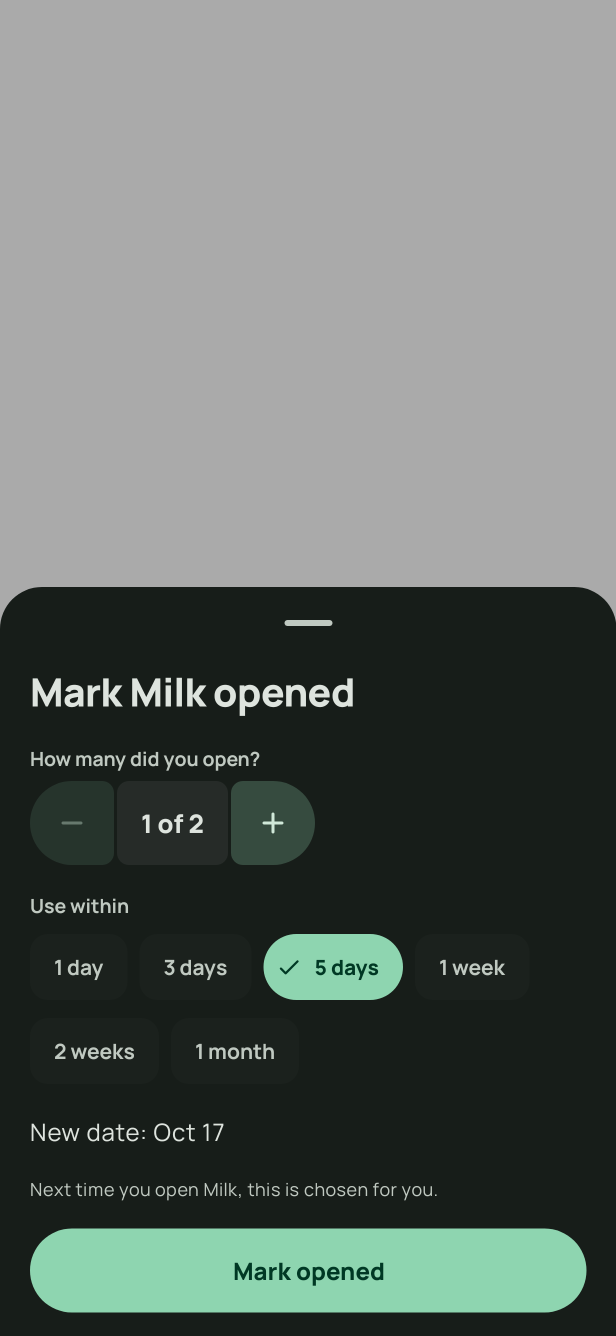 Mark Milk opened
How many did you open?
1 of 2
Use within
1 day 3 days 5 days 1 week
2 weeks 1 month
New date: Oct 17
Next time you open Milk, this is chosen for you.
Mark opened